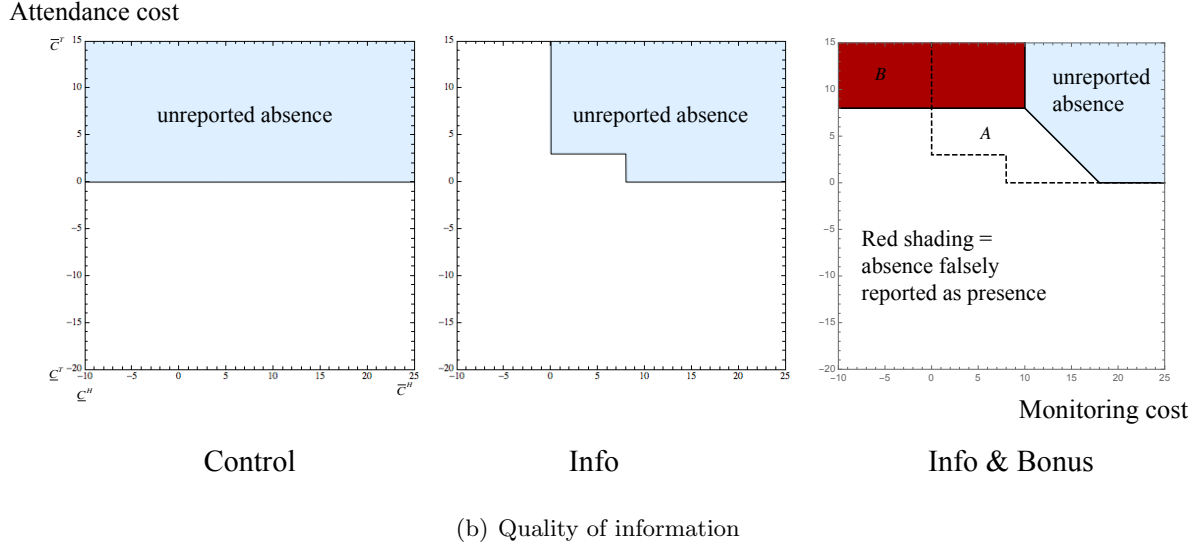 Attendance cost
C̅ᵀ
15
10
5
0
−5
−10
−15
C̲ᵀ −20
−10 −5 0 5 10 15 20 25
C̲ᴴ C̅ᴴ
unreported absence
Control
15
10
5
0
−5
−10
−15
−20
−10 −5 0 5 10 15 20 25
unreported absence
Info
15
10
5
0
−5
−10
−15
−20
−10 −5 0 5 10 15 20 25
B
A
unreported
absence
Red shading =
absence falsely
reported as presence
Monitoring cost
Info & Bonus
(b) Quality of information